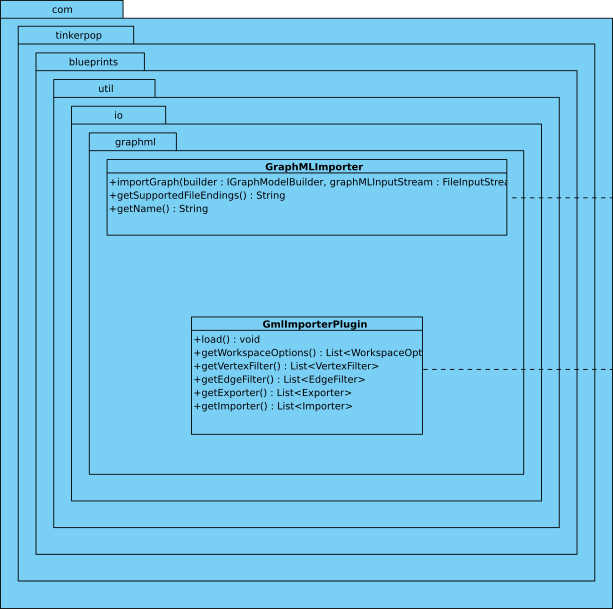 com
tinkerpop
blueprints
util
io
graphml
GraphMLImporter
+importGraph(builder : IGraphModelBuilder, graphMLInputStream : FileInputStrea
+getSupportedFileEndings() : String
+getName() : String
GmlImporterPlugin
+load() : void
+getWorkspaceOptions() : List<WorkspaceOpt
+getVertexFilter() : List<VertexFilter>
+getEdgeFilter() : List<EdgeFilter>
+getExporter() : List<Exporter>
+getImporter() : List<Importer>